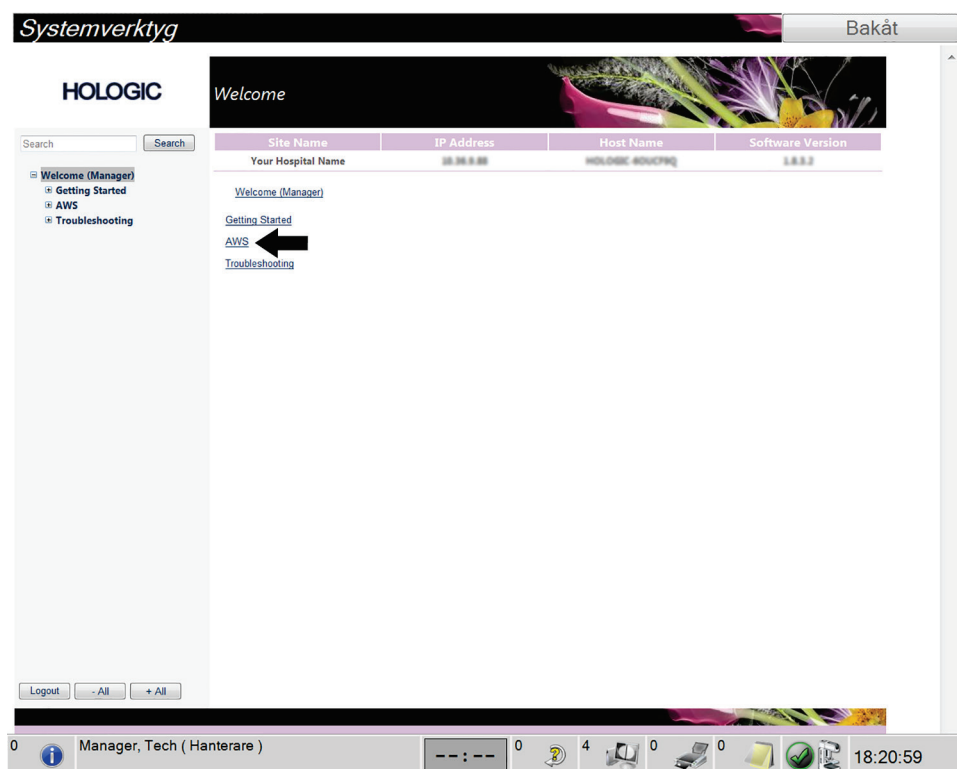 Systemverktyg
Bakåt
HOLOGIC
Welcome
Search
Search
Site Name IP Address Host Name Software Version
Your Hospital Name
Welcome (Manager)
Getting Started
AWS
Troubleshooting
Welcome (Manager)
Getting Started
AWS
Troubleshooting
Logout - All + All
0 Manager, Tech ( Hanterare ) --:-- 0 4 0 0 18:20:59